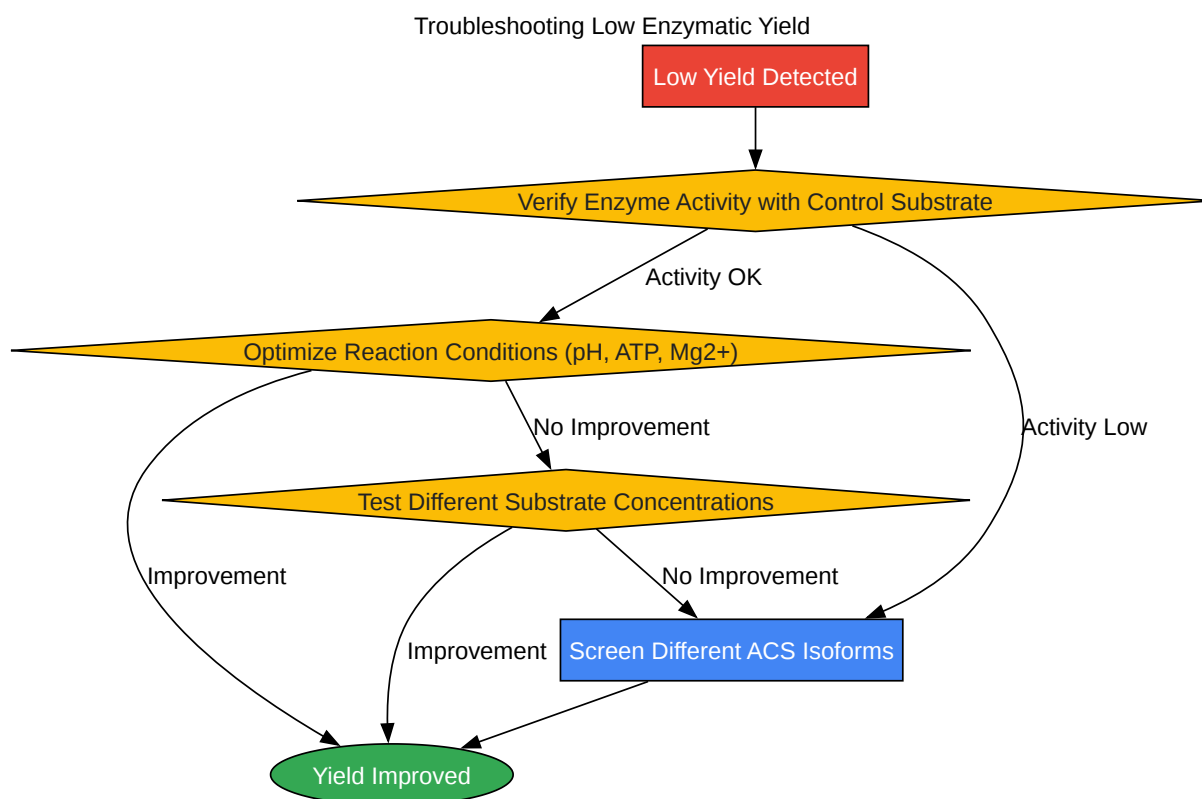 Troubleshooting Low Enzymatic Yield
Low Yield Detected
Verify Enzyme Activity with Control Substrate
Activity OK
Optimize Reaction Conditions (pH, ATP, Mg2+)
No Improvement
Activity Low
Test Different Substrate Concentrations
Improvement
No Improvement
Improvement
Screen Different ACS Isoforms
Yield Improved